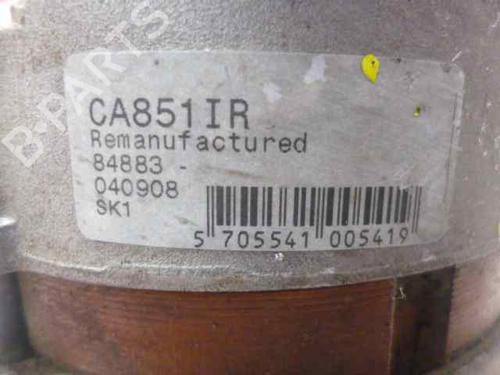 B-PARTS
CA851IR
Remanufactured
84883 -
040908
SK1
5 705541 005419